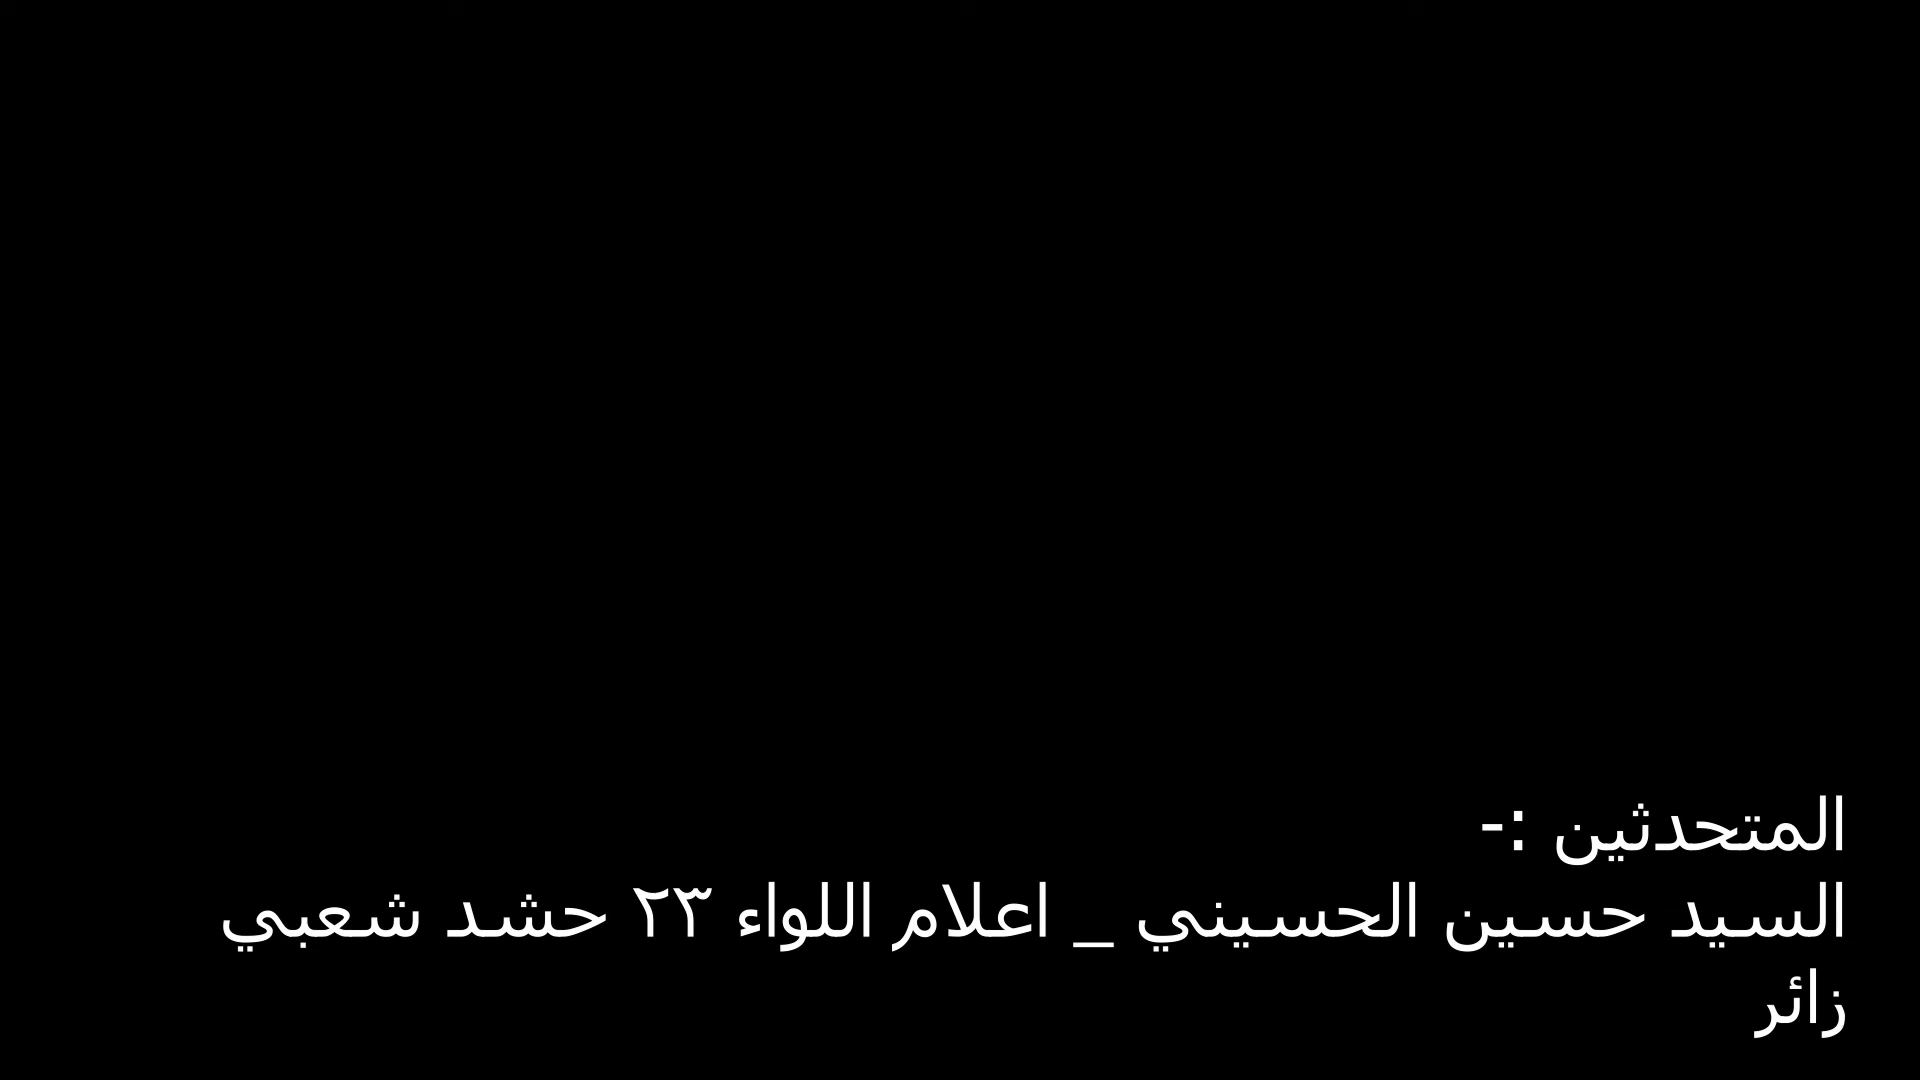 المتحدثين :-
السيد حسين الحسيني _ اعلام اللواء ٢٣ حشد شعبي
زائر